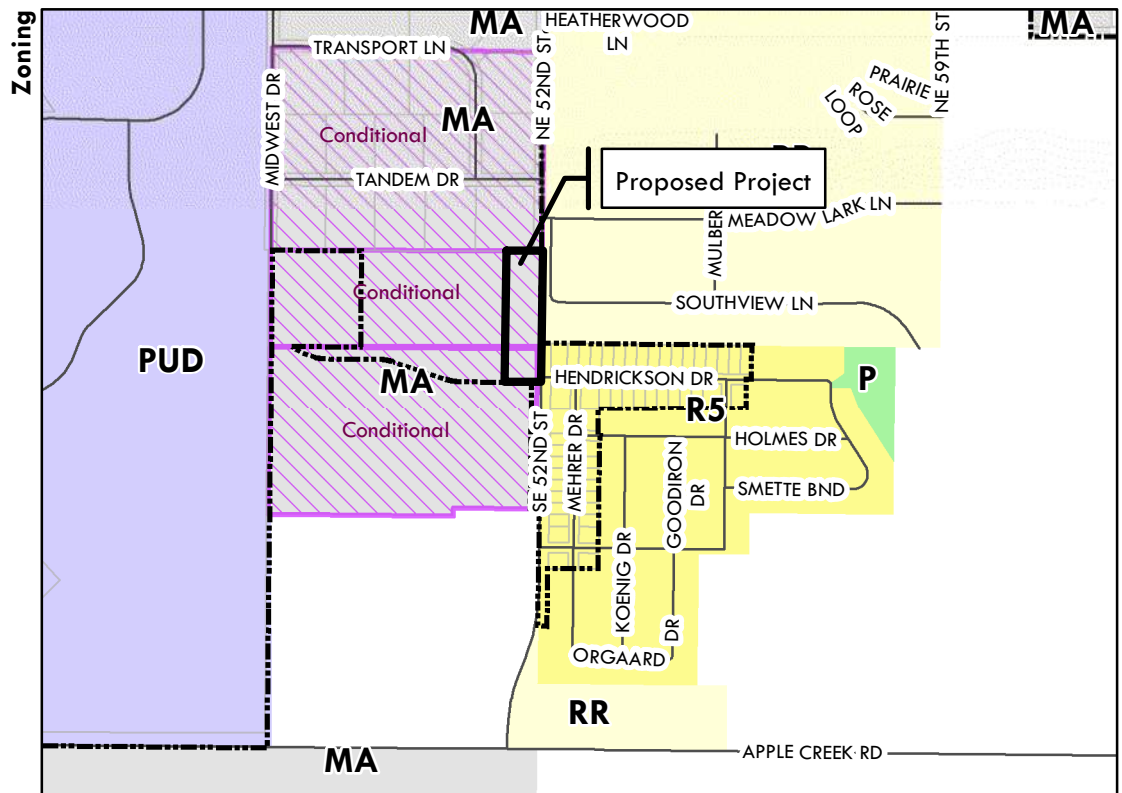 Zoning
MA
HEATHERWOOD
LN
NE 59TH ST
MA
TRANSPORT LN
NE 52ND ST
PRAIRIE
ROSE
LOOP
MIDWEST DR
MA
Conditional
TANDEM DR
Proposed Project
MEADOW LARK LN
MULBER
Conditional
SOUTHVIEW LN
PUD
MA
HENDRICKSON DR
P
R5
Conditional
SE 52ND ST
MEHRER DR
HOLMES DR
GOODIRON
DR
SMETTE BND
KOENIG DR
DR
ORGAARD
RR
MA
APPLE CREEK RD